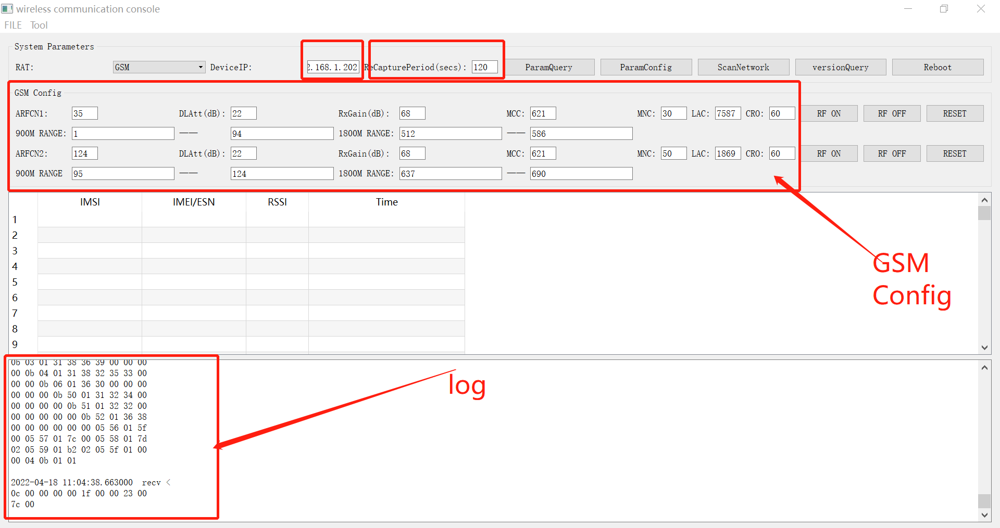 wireless communication console
FILE Tool
System Parameters
RAT: GSM DeviceIP: 2.168.1.202 ReCapturePeriod(secs): 120 ParamQuery ParamConfig ScanNetwork versionQuery Reboot
GSM Config
ARFCN1: 35 DLAtt(dB): 22 RxGain(dB): 68 MCC: 621 MNC: 30 LAC: 7587 CRO: 60 RF ON RF OFF RESET
900M RANGE: 1 —— 94 1800M RANGE: 512 —— 586
ARFCN2: 124 DLAtt(dB): 22 RxGain(dB): 68 MCC: 621 MNC: 50 LAC: 1869 CRO: 60 RF ON RF OFF RESET
900M RANGE 95 —— 124 1800M RANGE: 637 —— 690
IMSI IMEI/ESN RSSI Time
1
2
3
4
5
6
7
8
9
GSM
Config
0b 03 01 31 38 36 39 00 00 00
00 0b 04 01 31 38 32 35 33 00
00 00 0b 06 01 36 30 00 00 00
00 00 00 0b 50 01 31 32 34 00
00 00 00 00 0b 51 01 32 32 00
00 00 00 00 00 0b 52 01 36 38
00 00 00 00 00 00 05 56 01 5f
00 05 57 01 7c 00 05 58 01 7d
02 05 59 01 b2 02 05 5f 01 00
00 04 0b 01 01
2022-04-18 11:04:38.663000 recv <
0c 00 00 00 00 1f 00 00 23 00
7c 00
log